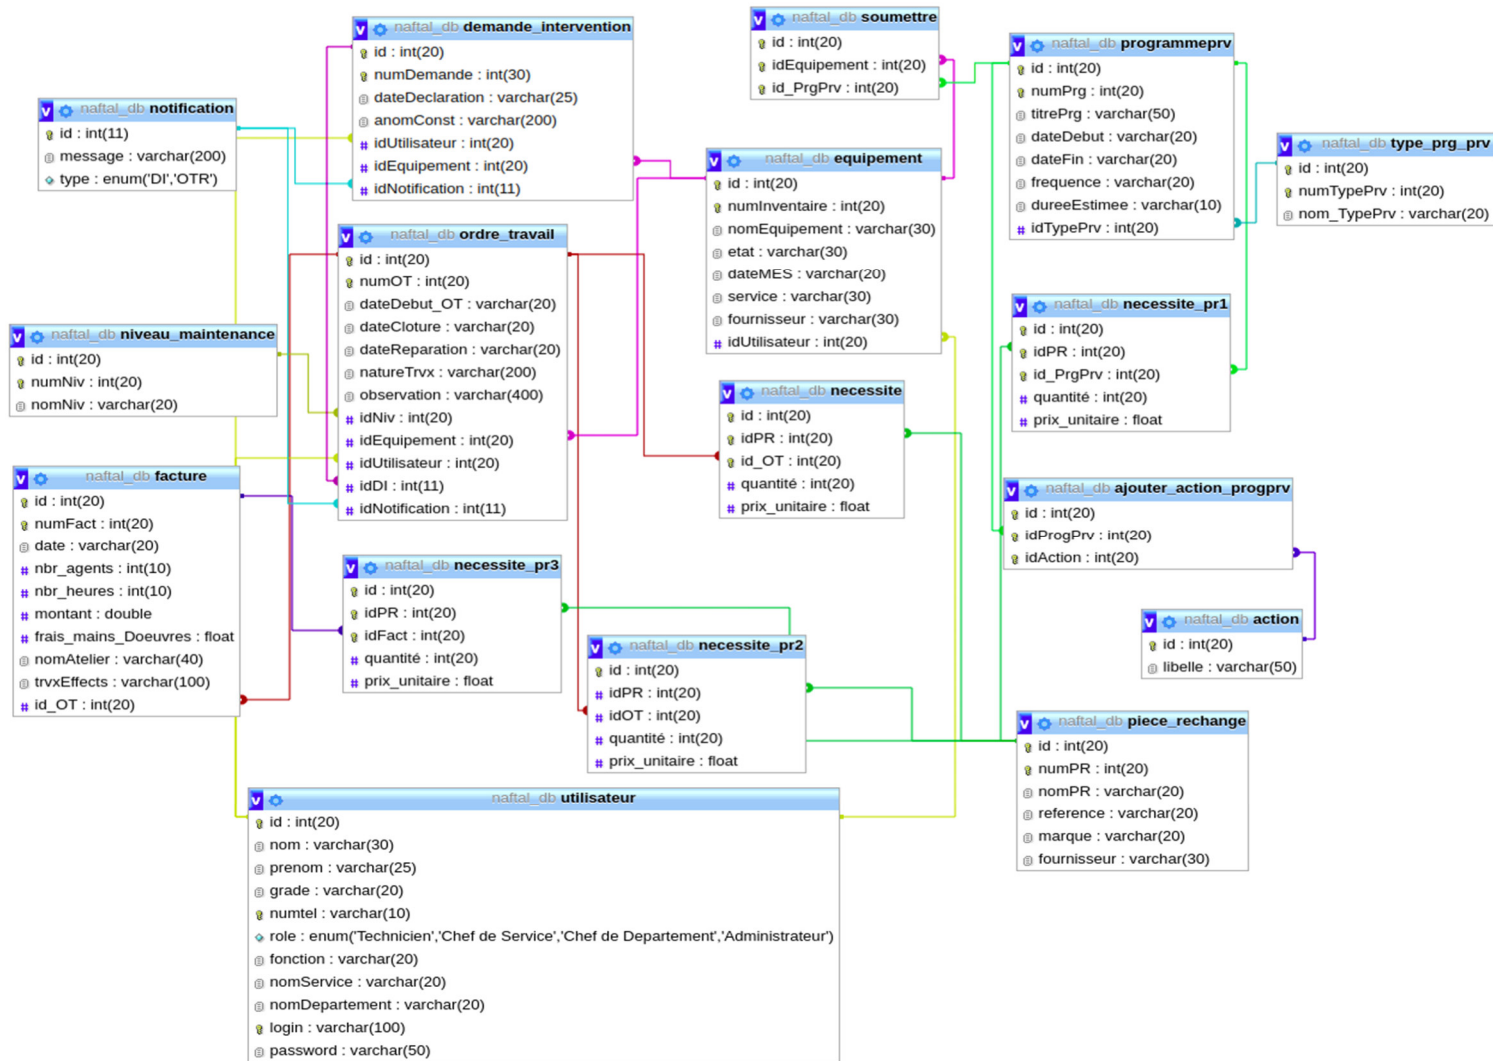 naftal_db demande_intervention
id : int(20)
numDemande : int(30)
dateDeclaration : varchar(25)
anomConst : varchar(200)
idUtilisateur : int(20)
idEquipement : int(20)
idNotification : int(11)
naftal_db soumettre
id : int(20)
idEquipement : int(20)
id_PrgPrv : int(20)
naftal_db programmeprv
id : int(20)
numPrg : int(20)
titrePrg : varchar(50)
dateDebut : varchar(20)
dateFin : varchar(20)
frequence : varchar(20)
dureeEstimee : varchar(10)
idTypePrv : int(20)
naftal_db notification
id : int(11)
message : varchar(200)
type : enum('DI','OTR')
naftal_db type_prg_prv
id : int(20)
numTypePrv : int(20)
nom_TypePrv : varchar(20)
naftal_db equipement
id : int(20)
numInventaire : int(20)
nomEquipement : varchar(30)
etat : varchar(30)
dateMES : varchar(20)
service : varchar(30)
fournisseur : varchar(30)
idUtilisateur : int(20)
naftal_db ordre_travail
id : int(20)
numOT : int(20)
dateDebut_OT : varchar(20)
dateCloture : varchar(20)
dateReparation : varchar(20)
natureTrvx : varchar(200)
observation : varchar(400)
idNiv : int(20)
idEquipement : int(20)
idUtilisateur : int(20)
idDI : int(11)
idNotification : int(11)
naftal_db niveau_maintenance
id : int(20)
numNiv : int(20)
nomNiv : varchar(20)
naftal_db necessite_pr1
id : int(20)
idPR : int(20)
id_PrgPrv : int(20)
quantité : int(20)
prix_unitaire : float
naftal_db necessite
id : int(20)
idPR : int(20)
id_OT : int(20)
quantité : int(20)
prix_unitaire : float
naftal_db facture
id : int(20)
numFact : int(20)
date : varchar(20)
nbr_agents : int(10)
nbr_heures : int(10)
montant : double
frais_mains_Doeuvres : float
nomAtelier : varchar(40)
trvxEffects : varchar(100)
id_OT : int(20)
naftal_db ajouter_action_progprv
id : int(20)
idProgPrv : int(20)
idAction : int(20)
naftal_db necessite_pr3
id : int(20)
idPR : int(20)
idFact : int(20)
quantité : int(20)
prix_unitaire : float
naftal_db action
id : int(20)
libelle : varchar(50)
naftal_db necessite_pr2
id : int(20)
idPR : int(20)
idOT : int(20)
quantité : int(20)
prix_unitaire : float
naftal_db piece_rechange
id : int(20)
numPR : int(20)
nomPR : varchar(20)
reference : varchar(20)
marque : varchar(20)
fournisseur : varchar(30)
naftal_db utilisateur
id : int(20)
nom : varchar(30)
prenom : varchar(25)
grade : varchar(20)
numtel : varchar(10)
role : enum('Technicien','Chef de Service','Chef de Departement','Administrateur')
fonction : varchar(20)
nomService : varchar(20)
nomDepartement : varchar(20)
login : varchar(100)
password : varchar(50)